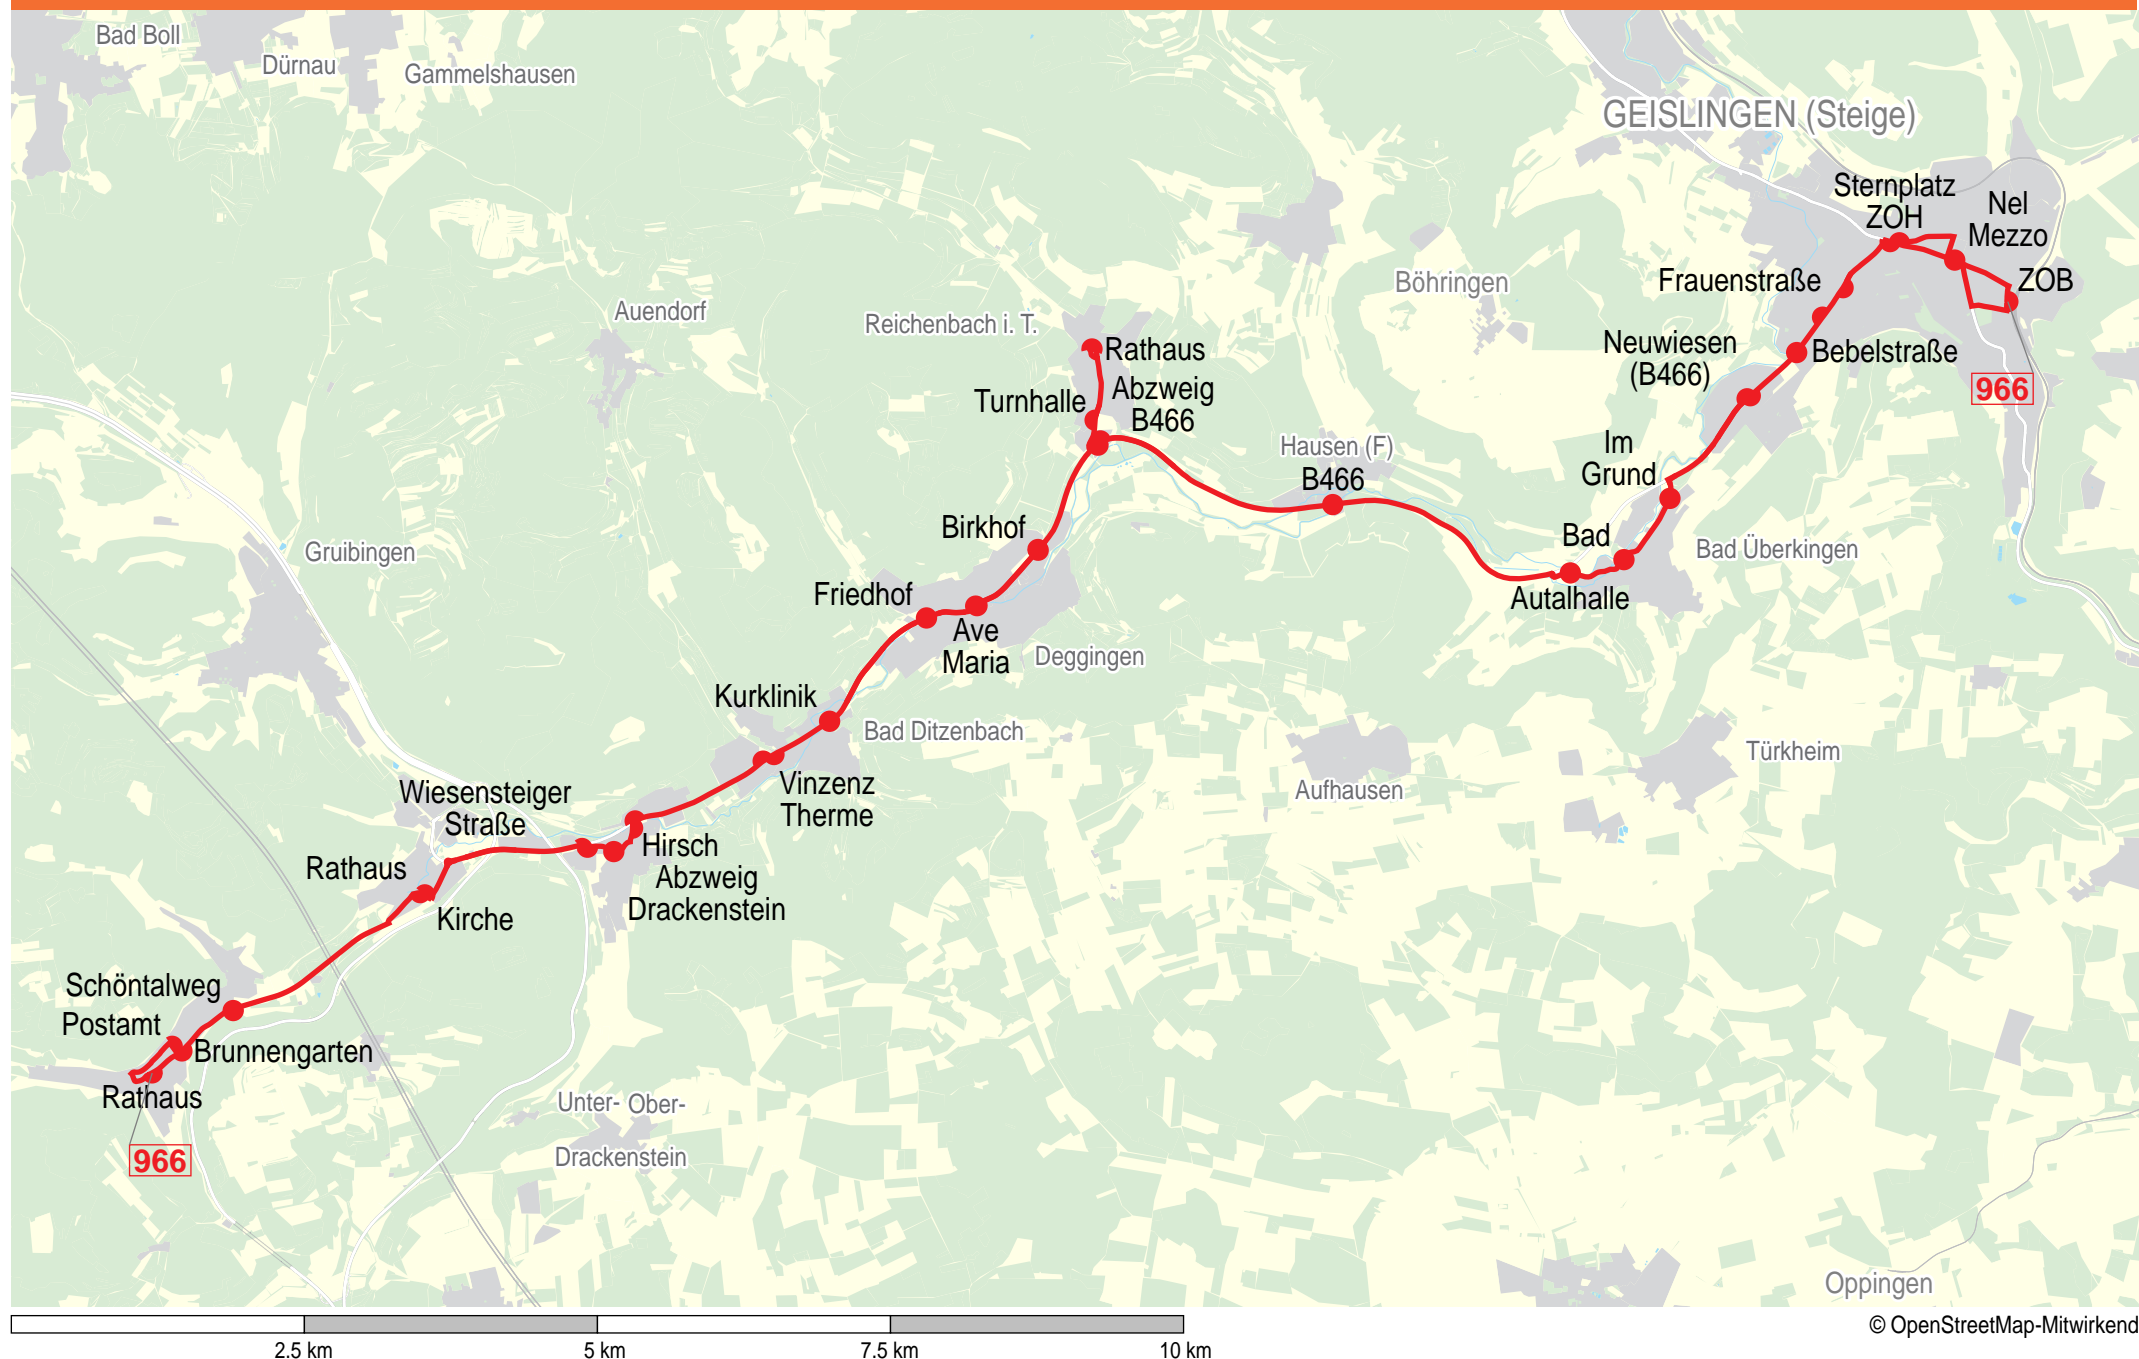 Bad Boll
Dürnau
Gammelshausen
GEISLINGEN (Steige)
Sternplatz
ZOH
Nel
Mezzo
ZOB
Frauenstraße
Böhringen
Auendorf
Reichenbach i. T.
Rathaus
Neuwiesen
(B466)
Bebelstraße
966
Turnhalle
Abzweig
B466
Hausen (F)
B466
Im
Grund
Bad
Bad Überkingen
Autalhalle
Birkhof
Gruibingen
Friedhof
Ave
Maria
Deggingen
Kurklinik
Bad Ditzenbach
Türkheim
Aufhausen
Vinzenz
Therme
Wiesensteiger
Straße
Hirsch
Abzweig
Drackenstein
Rathaus
Kirche
Schöntalweg
Postamt
Brunnengarten
Rathaus
966
Unter- Ober-
Drackenstein
Oppingen
2.5 km
5 km
7.5 km
10 km
© OpenStreetMap-Mitwirkend